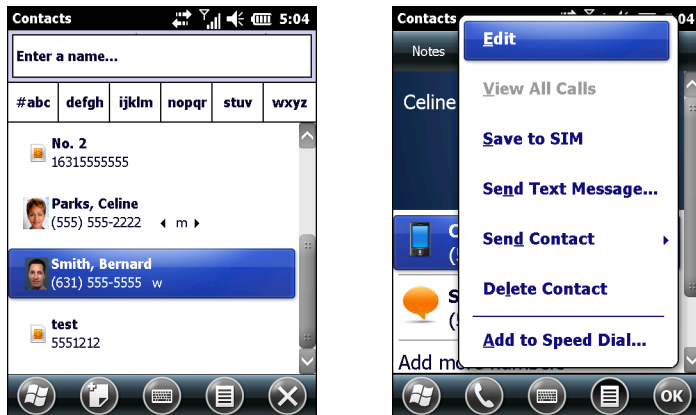 Contacts 5:04
Enter a name...
#abc defgh ijklm nopqr stuv wxyz
No. 2
16315555555
Parks, Celine
(555) 555-2222 m
Smith, Bernard
(631) 555-5555 w
test
5551212
Contacts 04
Notes
Celine
Edit
View All Calls
Save to SIM
Send Text Message...
Send Contact
Delete Contact
Add to Speed Dial...
C
(
S
(
Add mo
OK